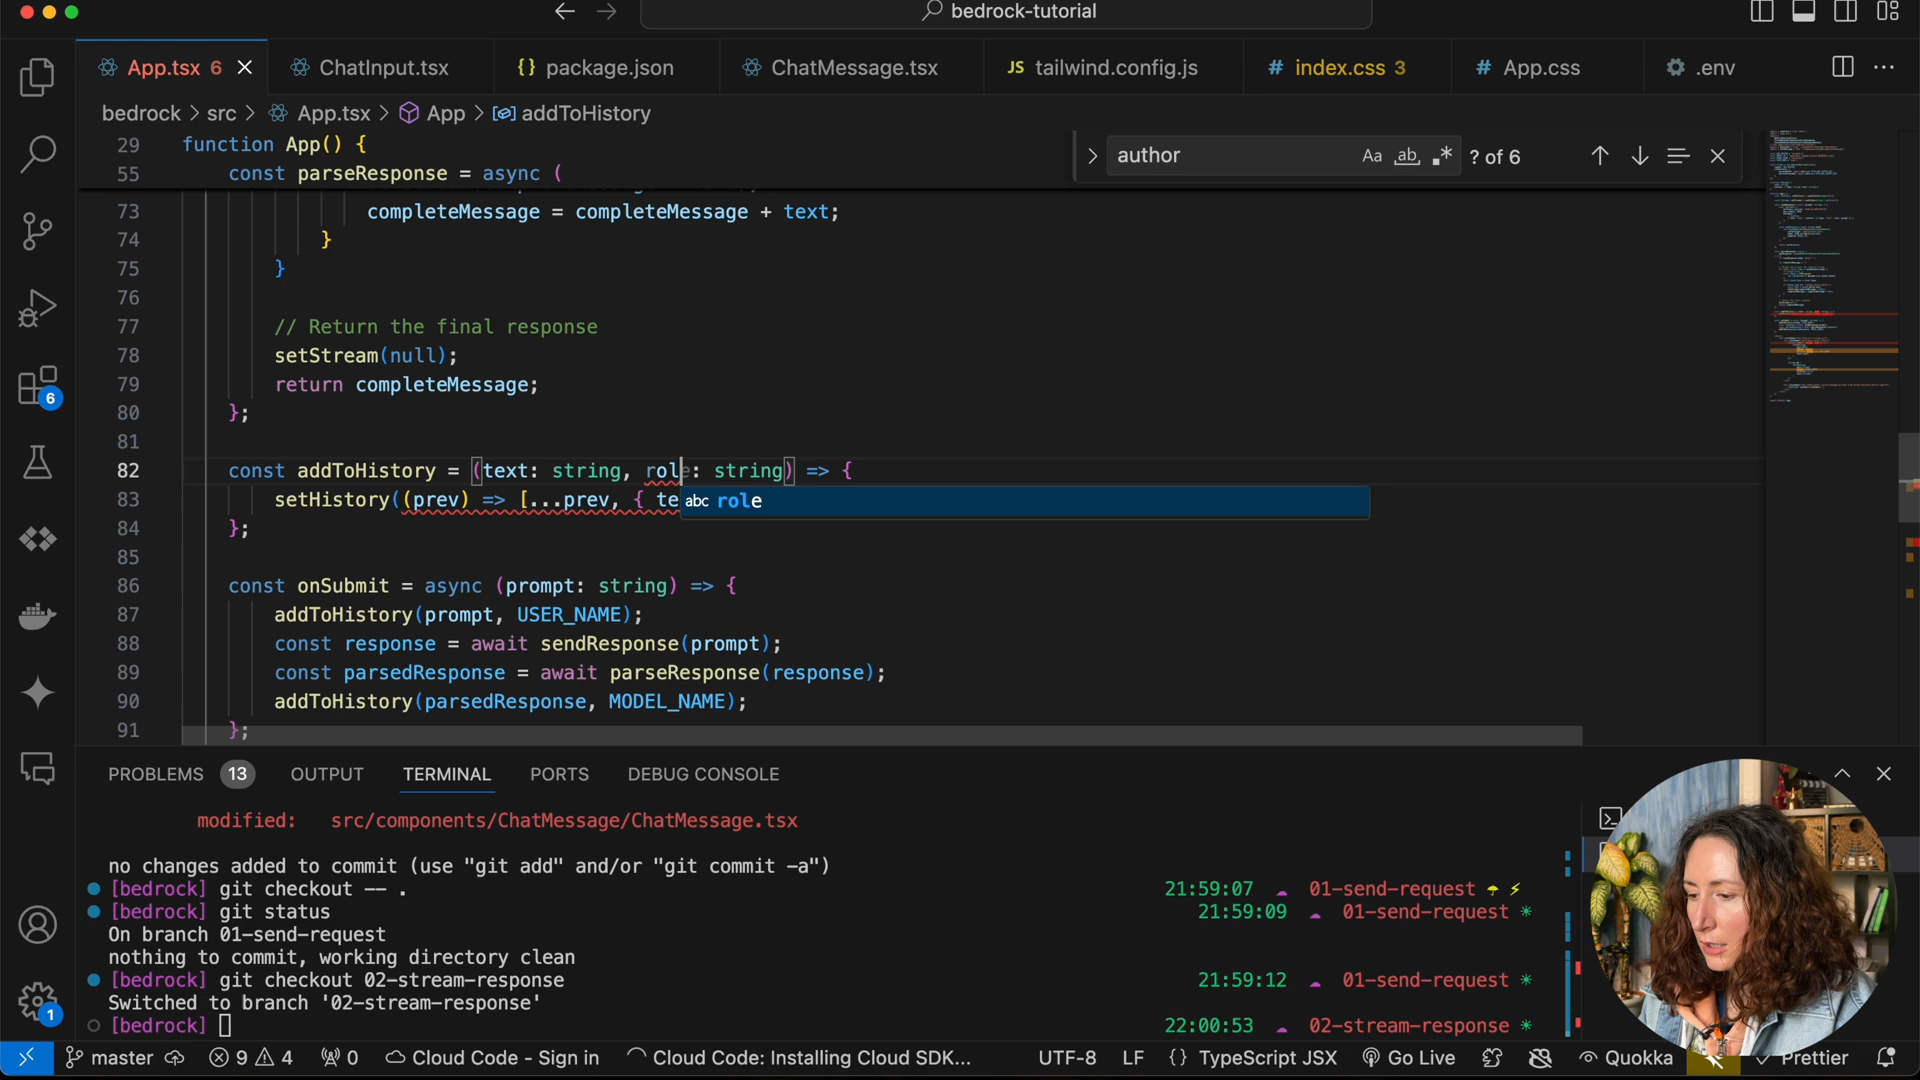 bedrock-tutorial
App.tsx 6
ChatInput.tsx
{} package.json
ChatMessage.tsx
JS tailwind.config.js
# index.css 3
# App.css
.env
bedrock > src > App.tsx > App > addToHistory
author
Aa ab .* ? of 6
29 function App() {
55 const parseResponse = async (
73 completeMessage = completeMessage + text;
74 }
75 }
76
77 // Return the final response
78 setStream(null);
79 return completeMessage;
80 };
81
82 const addToHistory = (text: string, role: string) => {
83 setHistory((prev) => [...prev, { te
abc role
84 };
85
86 const onSubmit = async (prompt: string) => {
87 addToHistory(prompt, USER_NAME);
88 const response = await sendResponse(prompt);
89 const parsedResponse = await parseResponse(response);
90 addToHistory(parsedResponse, MODEL_NAME);
91 };
6
1
PROBLEMS 13 OUTPUT TERMINAL PORTS DEBUG CONSOLE
modified: src/components/ChatMessage/ChatMessage.tsx
no changes added to commit (use "git add" and/or "git commit -a")
[bedrock] git checkout -- . 21:59:07 01-send-request
[bedrock] git status 21:59:09 01-send-request
On branch 01-send-request
nothing to commit, working directory clean
[bedrock] git checkout 02-stream-response 21:59:12 01-send-request
Switched to branch '02-stream-response'
[bedrock] 22:00:53 02-stream-response
master 9 4 0 Cloud Code - Sign in Cloud Code: Installing Cloud SDK... UTF-8 LF {} TypeScript JSX Go Live Quokka Prettier